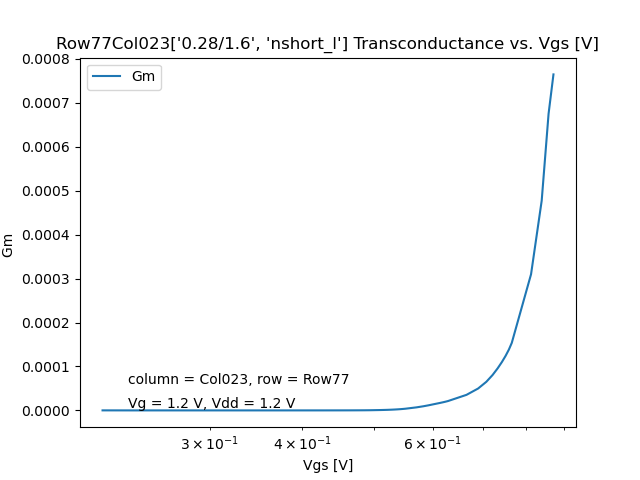 Row77Col023['0.28/1.6', 'nshort_l'] Transconductance vs. Vgs [V]
Gm
0.0008
0.0007
0.0006
0.0005
0.0004
0.0003
0.0002
0.0001
0.0000
Gm
column = Col023, row = Row77
Vg = 1.2 V, Vdd = 1.2 V
3 × 10⁻¹
4 × 10⁻¹
6 × 10⁻¹
Vgs [V]